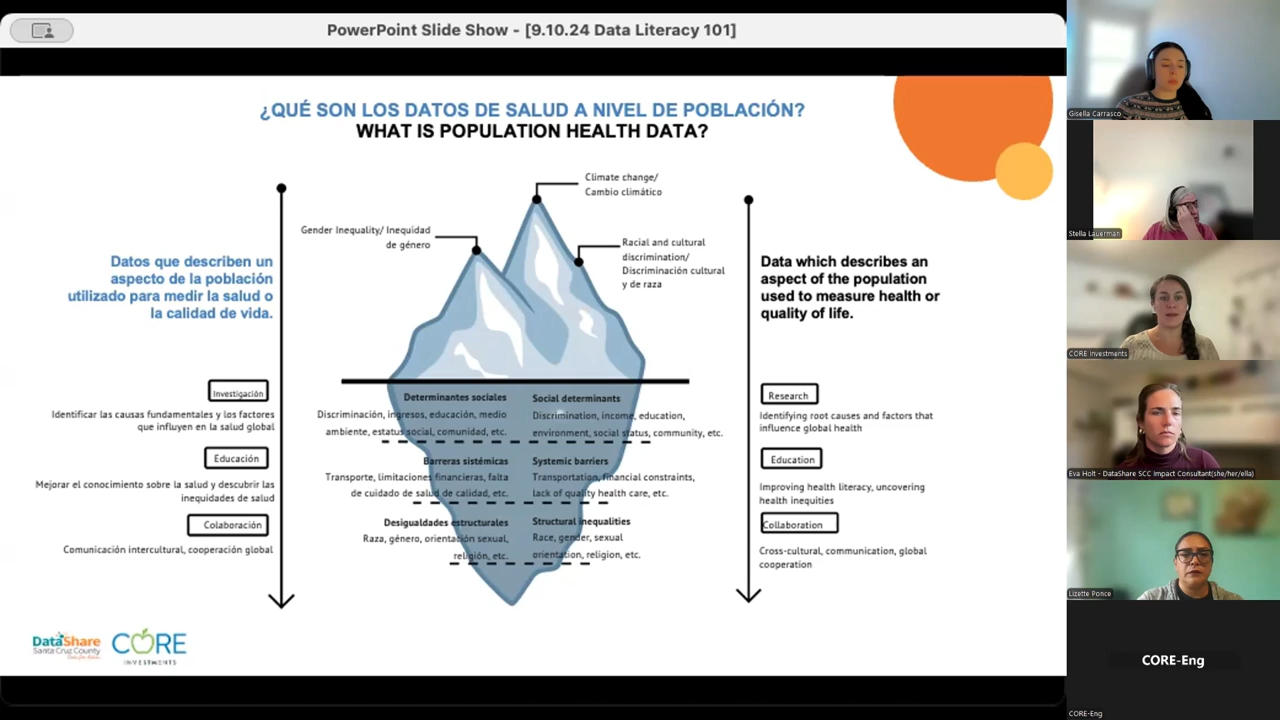 PowerPoint Slide Show - [9.10.24 Data Literacy 101]
¿QUÉ SON LOS DATOS DE SALUD A NIVEL DE POBLACIÓN?
WHAT IS POPULATION HEALTH DATA?
Climate change/
Cambio climático
Gender Inequality/ Inequidad
de género
Racial and cultural
discrimination/
Discriminación cultural
y de raza
Datos que describen un
aspecto de la población
utilizado para medir la salud o
la calidad de vida.
Investigación
Identificar las causas fundamentales y los factores
que influyen en la salud global
Educación
Mejorar el conocimiento sobre la salud y descubrir las
inequidades de salud
Colaboración
Comunicación intercultural, cooperación global
Determinantes sociales
Discriminación, ingresos, educación, medio
ambiente, estatus social, comunidad, etc.
Barreras sistémicas
Transporte, limitaciones financieras, falta
de cuidado de salud de calidad, etc.
Desigualdades estructurales
Raza, género, orientación sexual,
religión, etc.
Social determinants
Discrimination, income, education,
environment, social status, community, etc.
Systemic barriers
Transportation, financial constraints,
lack of quality health care, etc.
Structural inequalities
Race, gender, sexual
orientation, religion, etc.
Data which describes an
aspect of the population
used to measure health or
quality of life.
Research
Identifying root causes and factors that
influence global health
Education
Improving health literacy, uncovering
health inequities
Collaboration
Cross-cultural, communication, global
cooperation
DataShare
Santa Cruz County
CORE
INVESTMENTS
Gisella Carrasco
Stella Lauerman
CORE Investments
Eva Holt - DataShare SCC Impact Consultant(she/her/ella)
Lizette Ponce
CORE-Eng
CORE-Eng